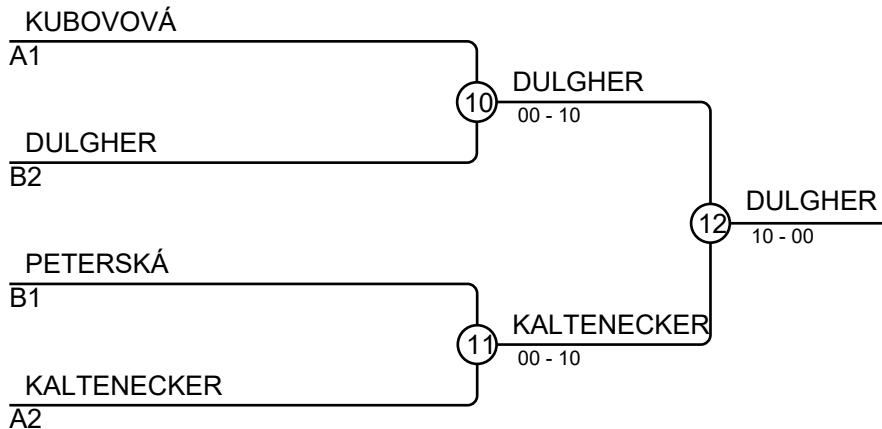 KUBOVOVÁ
A1
10
DULGHER
00 - 10
DULGHER
B2
12
DULGHER
10 - 00
PETERSKÁ
B1
11
KALTENECKER
00 - 10
KALTENECKER
A2